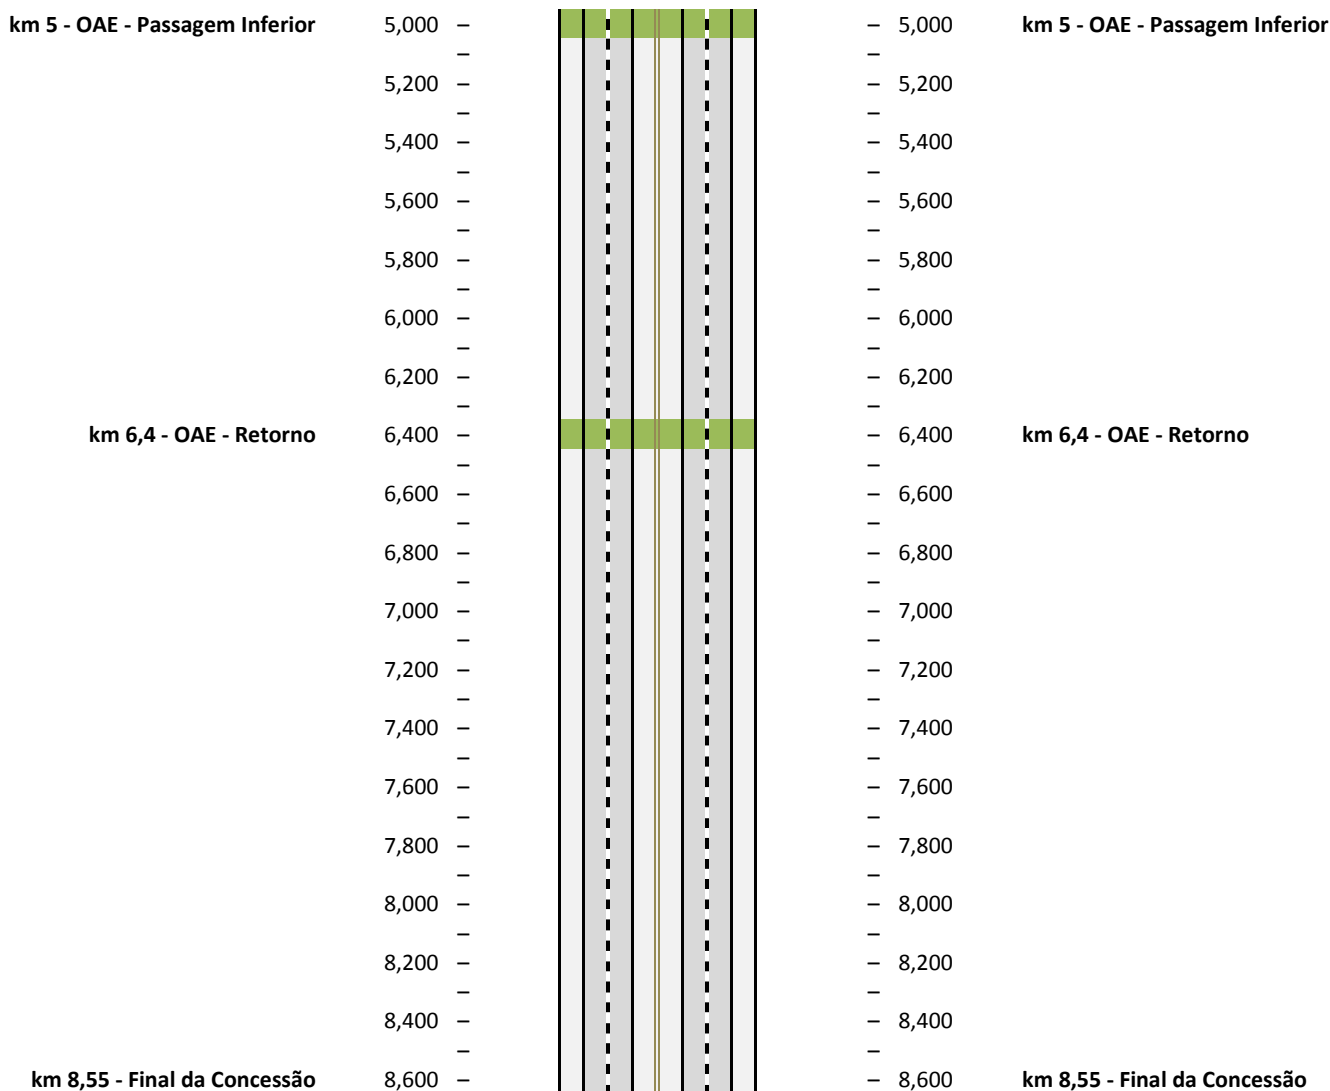 km 5 - OAE - Passagem Inferior 5,000 – – 5,000 km 5 - OAE - Passagem Inferior
– –
5,200 – – 5,200
– –
5,400 – – 5,400
– –
5,600 – – 5,600
– –
5,800 – – 5,800
– –
6,000 – – 6,000
– –
6,200 – – 6,200
– –
km 6,4 - OAE - Retorno 6,400 – – 6,400 km 6,4 - OAE - Retorno
– –
6,600 – – 6,600
– –
6,800 – – 6,800
– –
7,000 – – 7,000
– –
7,200 – – 7,200
– –
7,400 – – 7,400
– –
7,600 – – 7,600
– –
7,800 – – 7,800
– –
8,000 – – 8,000
– –
8,200 – – 8,200
– –
8,400 – – 8,400
– –
km 8,55 - Final da Concessão 8,600 – – 8,600 km 8,55 - Final da Concessão